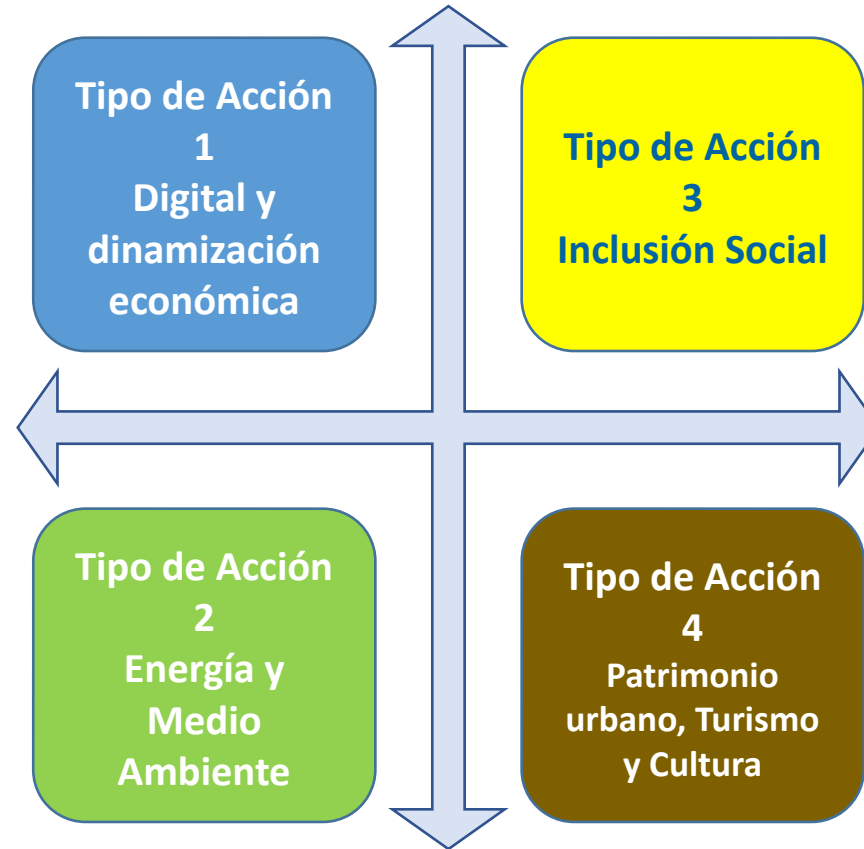 Tipo de Acción
1
Digital y
dinamización
económica
Tipo de Acción
3
Inclusión Social
Tipo de Acción
2
Energía y
Medio
Ambiente
Tipo de Acción
4
Patrimonio
urbano, Turismo
y Cultura